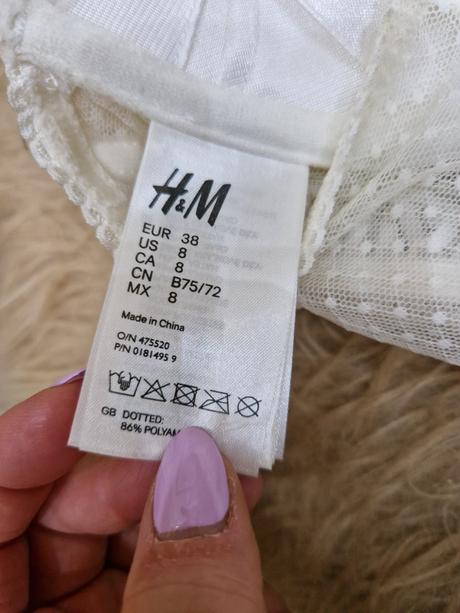 H&M
EUR 38
US 8
CA 8
CN B75/72
MX 8
Made in China
O/N 475520
P/N 0181495 9
GB DOTTED:
86% POLYAM